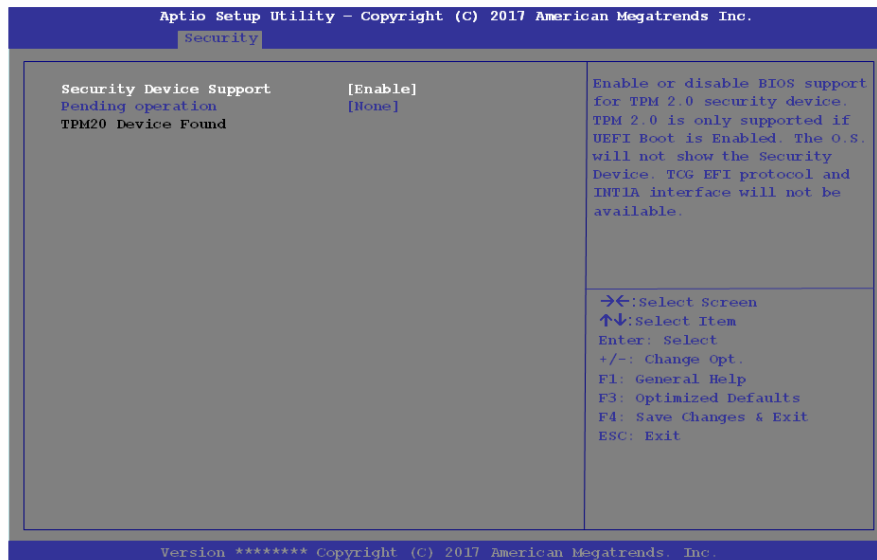 Aptio Setup Utility – Copyright (C) 2017 American Megatrends Inc.
Security
Security Device Support [Enable]
Pending operation [None]
TPM20 Device Found
Enable or disable BIOS support
for TPM 2.0 security device.
TPM 2.0 is only supported if
UEFI Boot is Enabled. The O.S.
will not show the Security
Device. TCG EFI protocol and
INT1A interface will not be
available.
→←:Select Screen
↑↓:Select Item
Enter: Select
+/-: Change Opt.
F1: General Help
F3: Optimized Defaults
F4: Save Changes & Exit
ESC: Exit
Version ******** Copyright (C) 2017 American Megatrends. Inc.